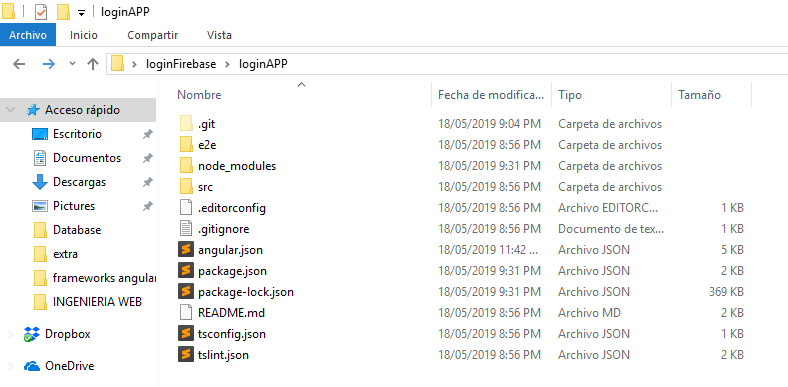 loginAPP
Archivo Inicio Compartir Vista
loginFirebase loginAPP
Nombre Fecha de modifica... Tipo Tamaño
Acceso rápido
Escritorio
Documentos
Descargas
Pictures
Database
extra
frameworks angular
INGENIERIA WEB
Dropbox
OneDrive
.git 18/05/2019 9:04 PM Carpeta de archivos
e2e 18/05/2019 8:56 PM Carpeta de archivos
node_modules 18/05/2019 9:31 PM Carpeta de archivos
src 18/05/2019 8:56 PM Carpeta de archivos
.editorconfig 18/05/2019 8:56 PM Archivo EDITORC... 1 KB
.gitignore 18/05/2019 8:56 PM Documento de tex... 1 KB
angular.json 18/05/2019 11:42 ... Archivo JSON 5 KB
package.json 18/05/2019 9:31 PM Archivo JSON 2 KB
package-lock.json 18/05/2019 9:31 PM Archivo JSON 369 KB
README.md 18/05/2019 8:56 PM Archivo MD 2 KB
tsconfig.json 18/05/2019 8:56 PM Archivo JSON 1 KB
tslint.json 18/05/2019 8:56 PM Archivo JSON 2 KB